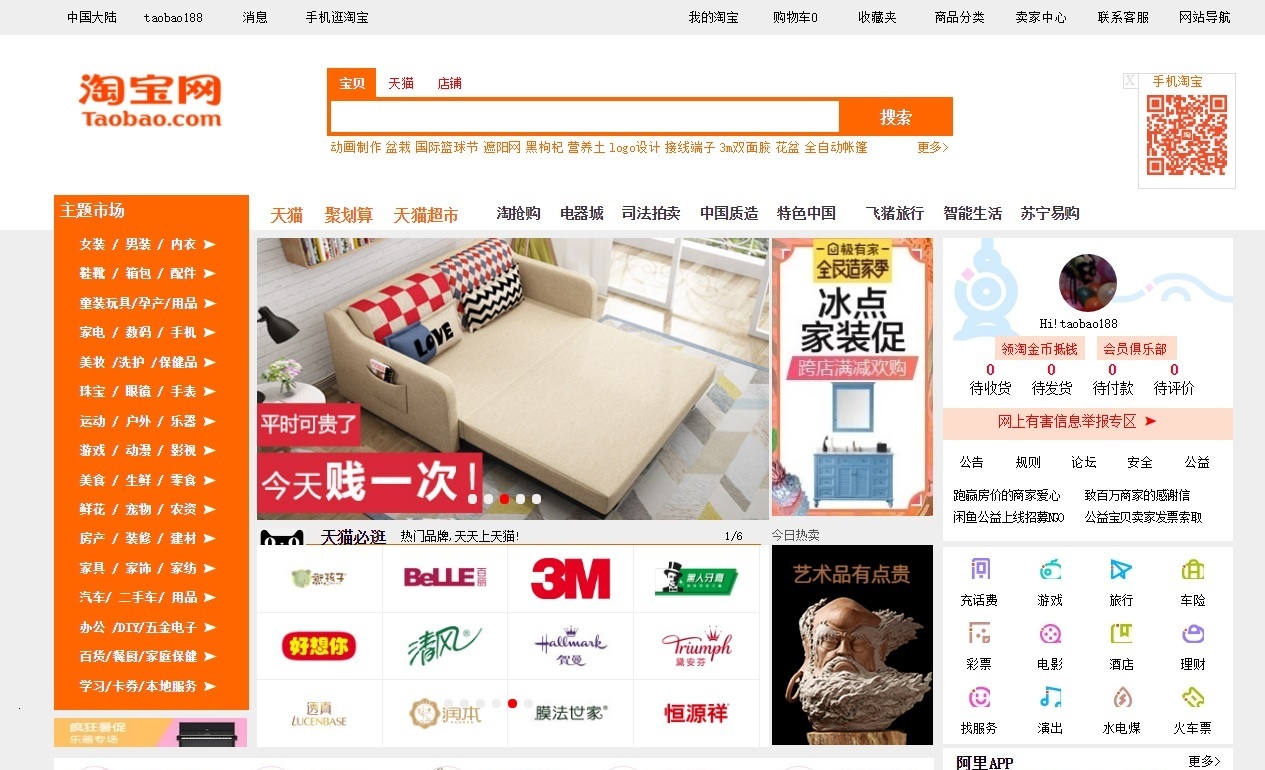 中国大陆 taobao188 消息 手机逛淘宝 我的淘宝 购物车0 收藏夹 商品分类 卖家中心 联系客服 网站导航
淘宝网
Taobao.com
宝贝 天猫 店铺
搜索
动画制作 盆栽 国际篮球节 遮阳网 黑枸杞 营养土 logo设计 接线端子 3m双面胶 花盆 全自动帐篷 更多>
X 手机淘宝
主题市场
天猫 聚划算 天猫超市 淘抢购 电器城 司法拍卖 中国质造 特色中国 飞猪旅行 智能生活 苏宁易购
女装 / 男装 / 内衣
鞋靴 / 箱包 / 配件
童装玩具/孕产/用品
家电 / 数码 / 手机
美妆 /洗护 /保健品
珠宝 / 眼镜 / 手表
运动 / 户外 / 乐器
游戏 / 动漫 / 影视
美食 / 生鲜 / 零食
鲜花 / 宠物 / 农资
房产 / 装修 / 建材
家具 / 家饰 / 家纺
汽车/ 二手车/ 用品
办公 /DIY/五金电子
百货/餐厨/家庭保健
学习/卡券/本地服务
疯狂暑促
乐器专场
LOVE
平时可贵了
今天贱一次！
极有家
全民造家季
冰点
家装促
跨店满减欢购
Hi!taobao188
领淘金币抵钱 会员俱乐部
0 0 0 0
待收货 待发货 待付款 待评价
网上有害信息举报专区
公告 规则 论坛 安全 公益
跑赢房价的商家爱心 致百万商家的感谢信
闲鱼公益上线招募NGO 公益宝贝卖家发票索取
天猫必逛 热门品牌,天天上天猫! 1/6
今日热卖
BeLLE 百丽
3M
黑人牙膏
好想你
清风
Hallmark
贺曼
Triumph
黛安芬
透真
LUCENBASE
润本
膜法世家
恒源祥
艺术品有点贵
充话费 游戏 旅行 车险
彩票 电影 酒店 理财
找服务 演出 水电煤 火车票
阿里APP 更多>